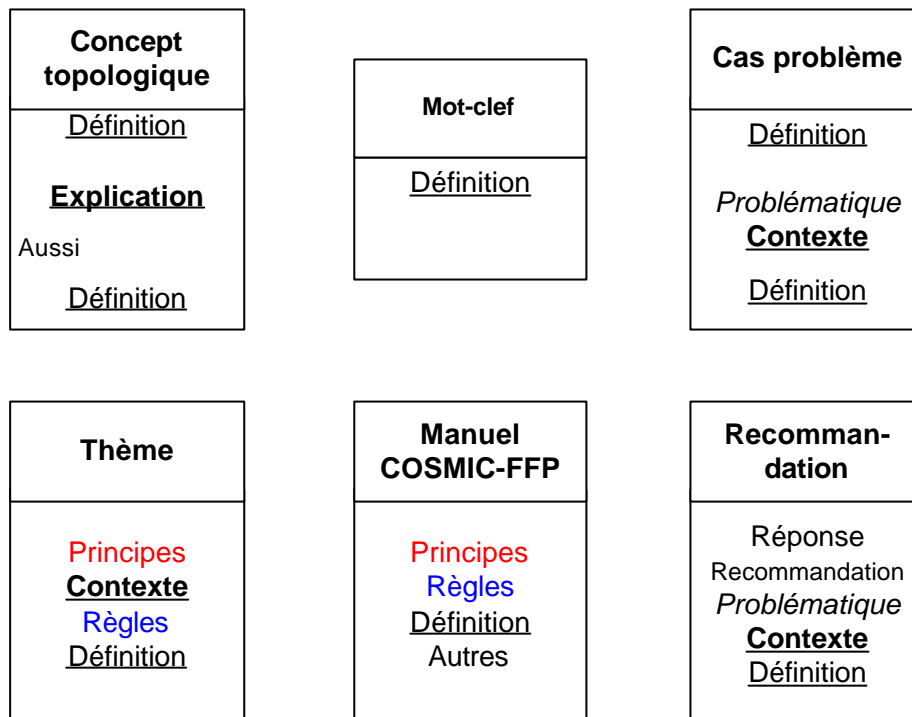 Concept
topologique
Définition
Explication
Aussi
Définition
Mot-clef
Définition
Cas problème
Définition
Problématique
Contexte
Définition
Thème
Principes
Contexte
Règles
Définition
Manuel
COSMIC-FFP
Principes
Règles
Définition
Autres
Recomman-
dation
Réponse
Recommandation
Problématique
Contexte
Définition